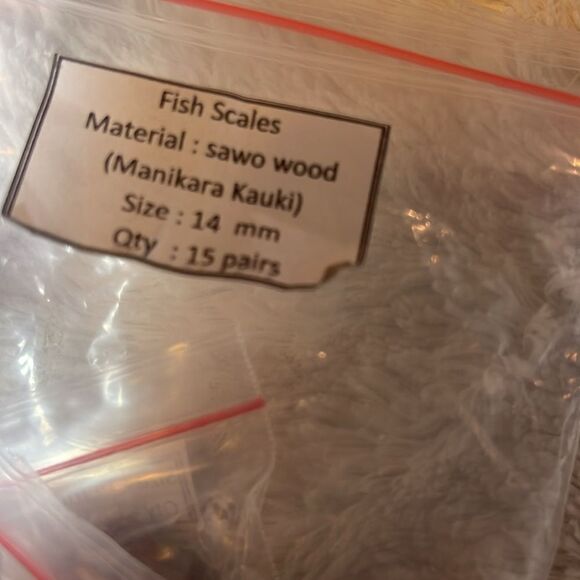 Fish Scales
Material : sawo wood
(Manikara Kauki)
Size : 14 mm
Qty : 15 pairs